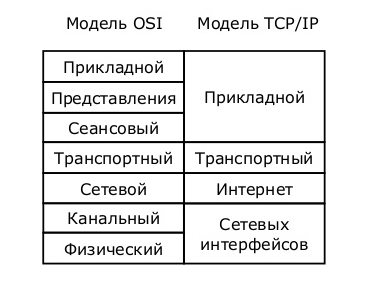 Модель OSI Модель TCP/IP
Прикладной
Представления
Сеансовый
Прикладной
Транспортный Транспортный
Сетевой Интернет
Канальный
Физический
Сетевых
интерфейсов